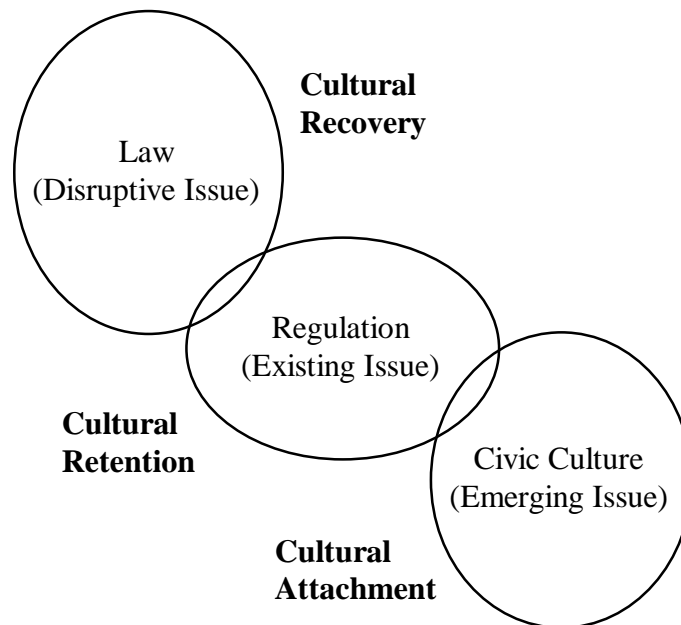 Cultural
Recovery
Law
(Disruptive Issue)
Regulation
(Existing Issue)
Cultural
Retention
Civic Culture
(Emerging Issue)
Cultural
Attachment